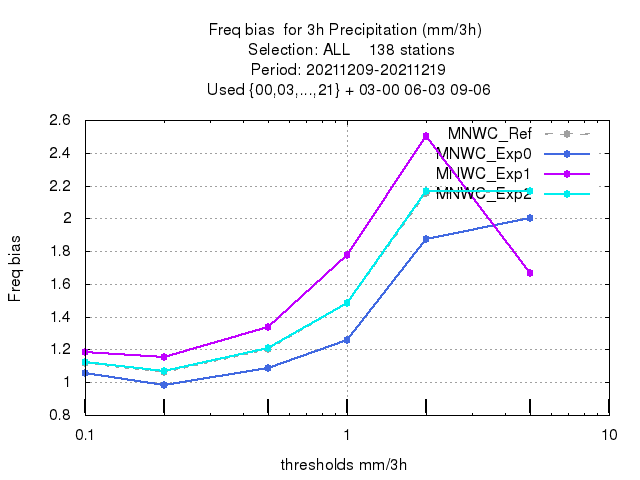 Freq bias  for 3h Precipitation (mm/3h)
Selection: ALL    138 stations
Period: 20211209-20211219
Used {00,03,...,21} + 03-00 06-03 09-06
2.6
2.4
2.2
2
1.8
1.6
1.4
1.2
1
0.8
Freq bias
MNWC_Ref
MNWC_Exp0
MNWC_Exp1
MNWC_Exp2
0.1 1 10
thresholds mm/3h